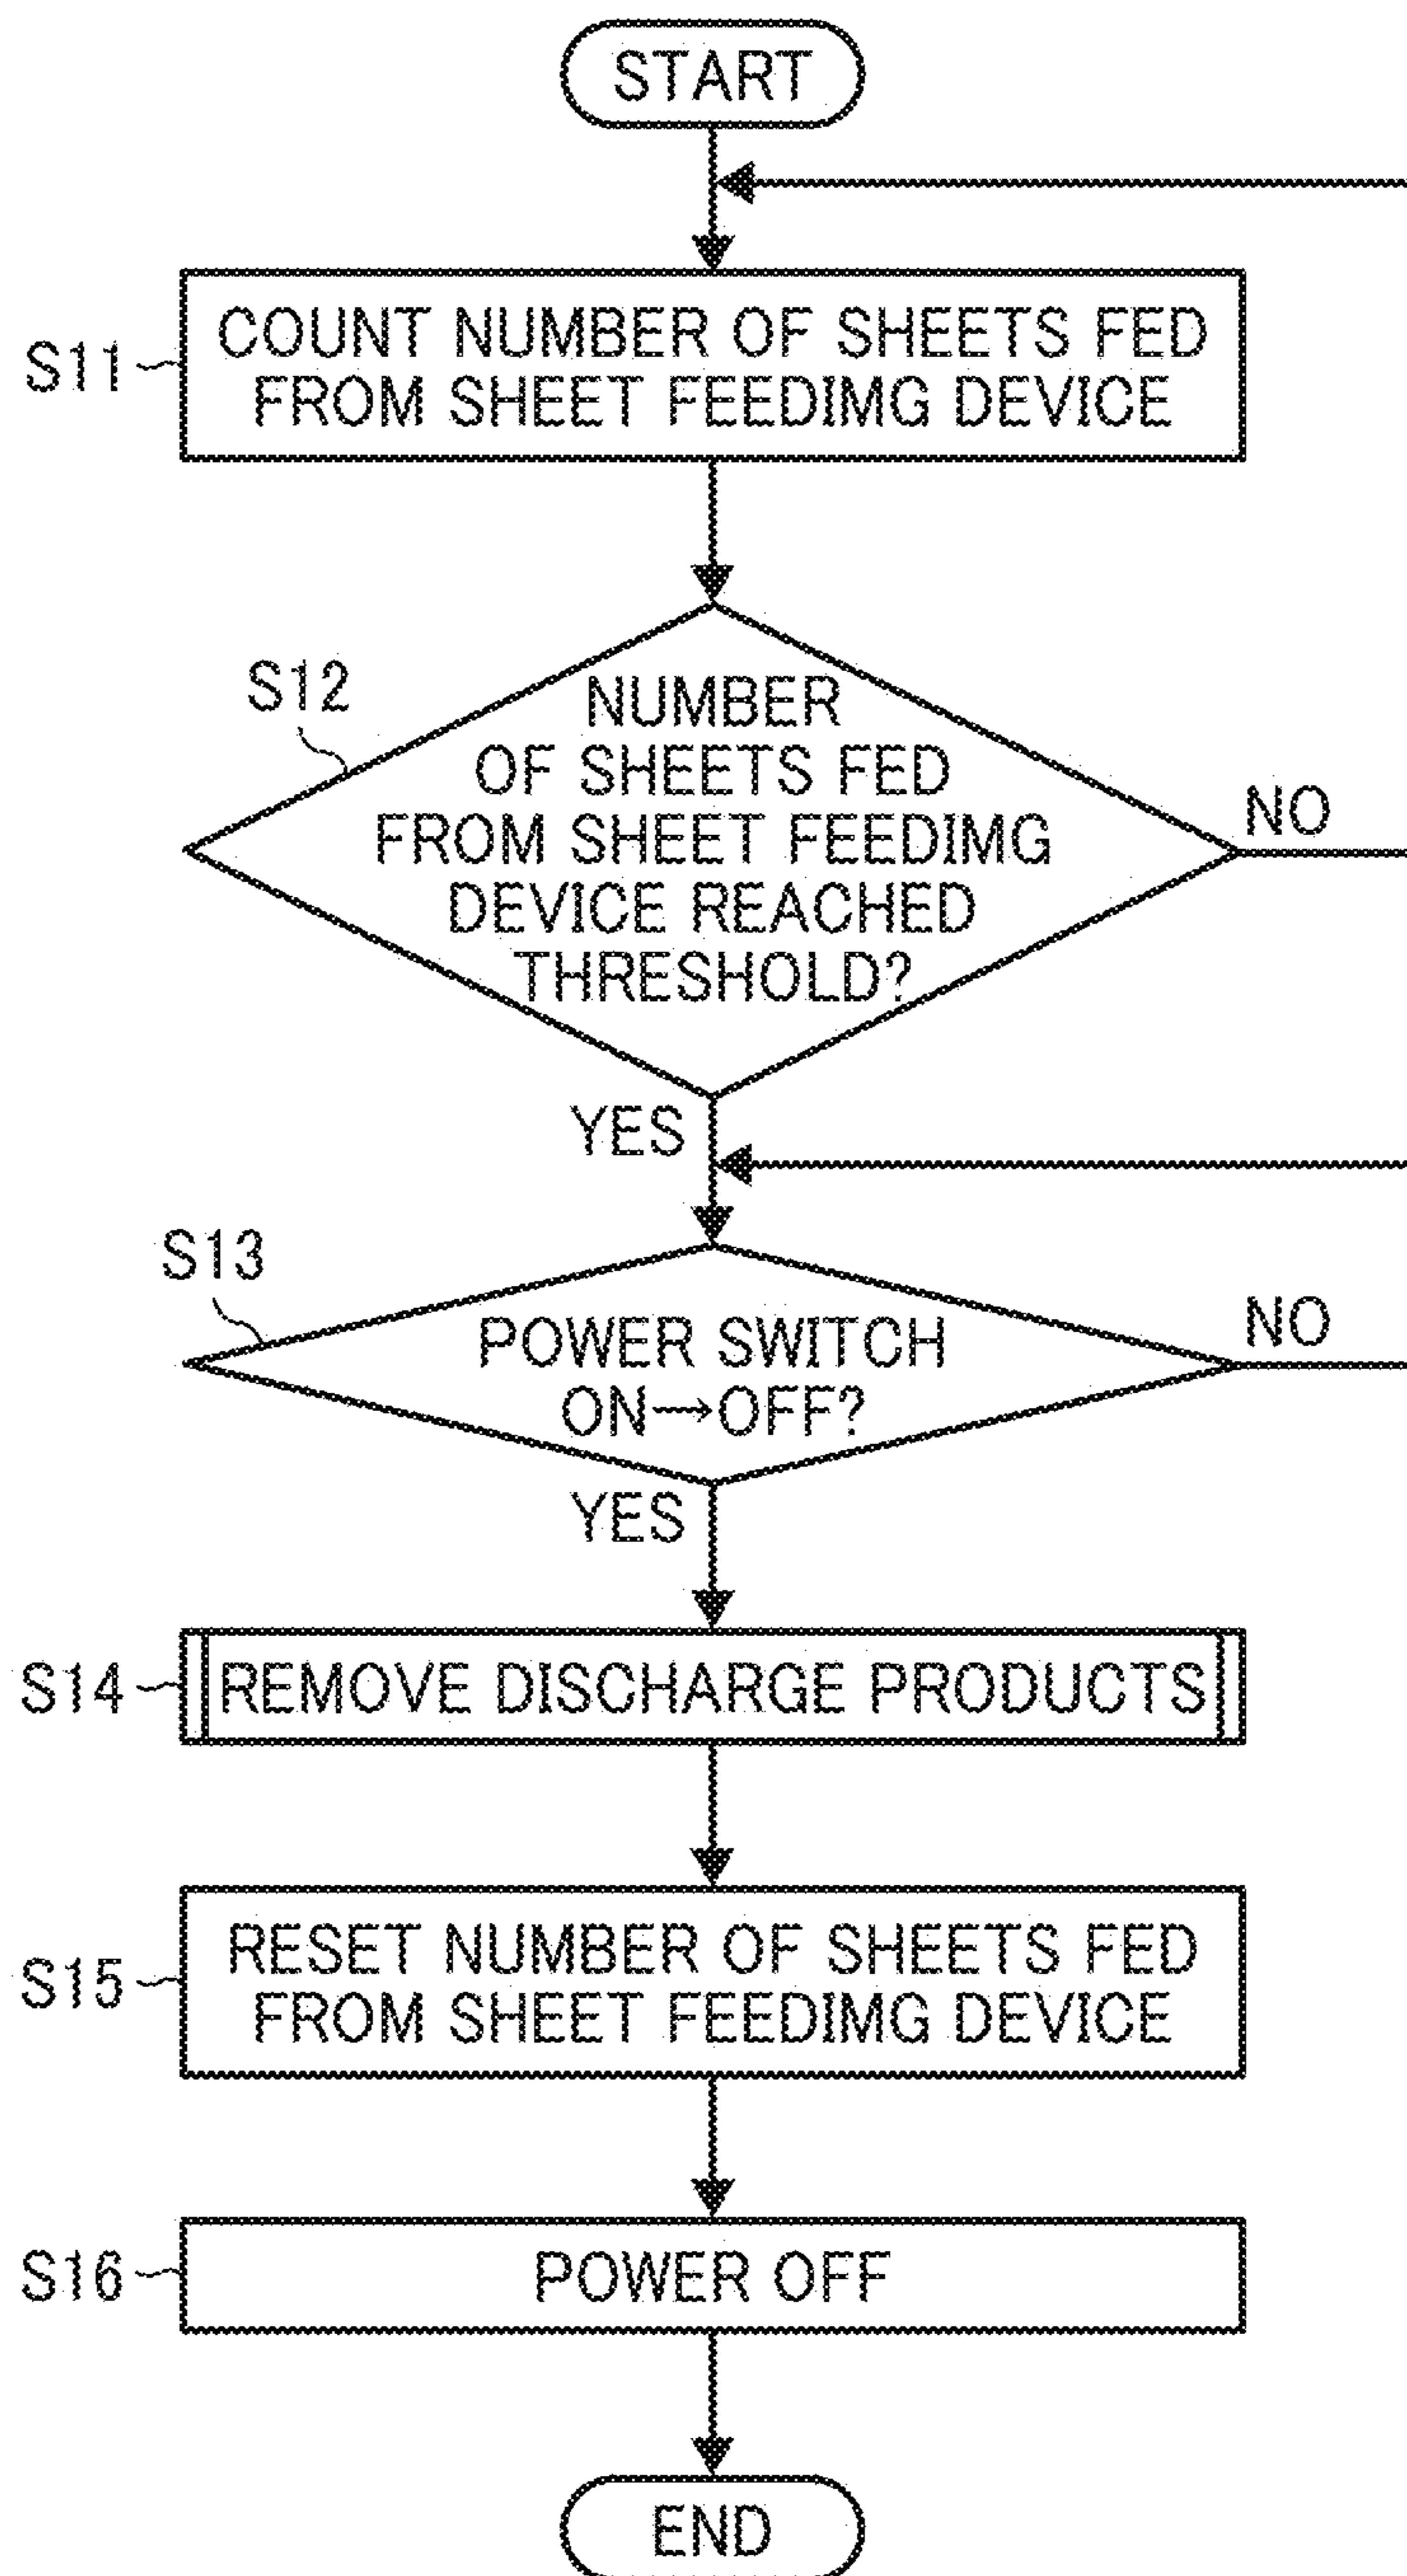 START
S11
COUNT NUMBER OF SHEETS FED
FROM SHEET FEEDIMG DEVICE
S12
NUMBER
OF SHEETS FED
FROM SHEET FEEDIMG
DEVICE REACHED
THRESHOLD?
NO
YES
S13
POWER SWITCH
ON→OFF?
NO
YES
S14
REMOVE DISCHARGE PRODUCTS
S15
RESET NUMBER OF SHEETS FED
FROM SHEET FEEDIMG DEVICE
S16
POWER OFF
END